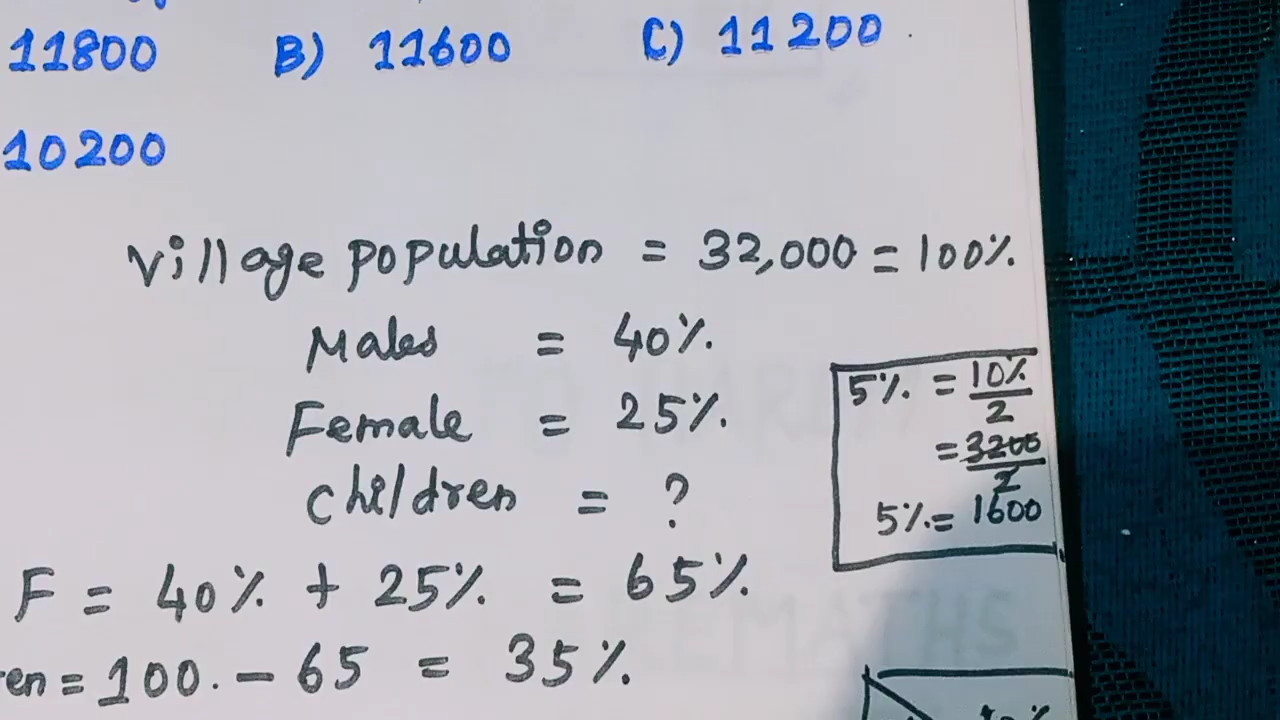 11800 B) 11600 C) 11200
10200
Village population = 32,000 = 100%
Males = 40%
Female = 25%
Children = ?
5% = 10%/2
= 3200/2
5% = 1600
F = 40% + 25% = 65%
en = 100 - 65 = 35%